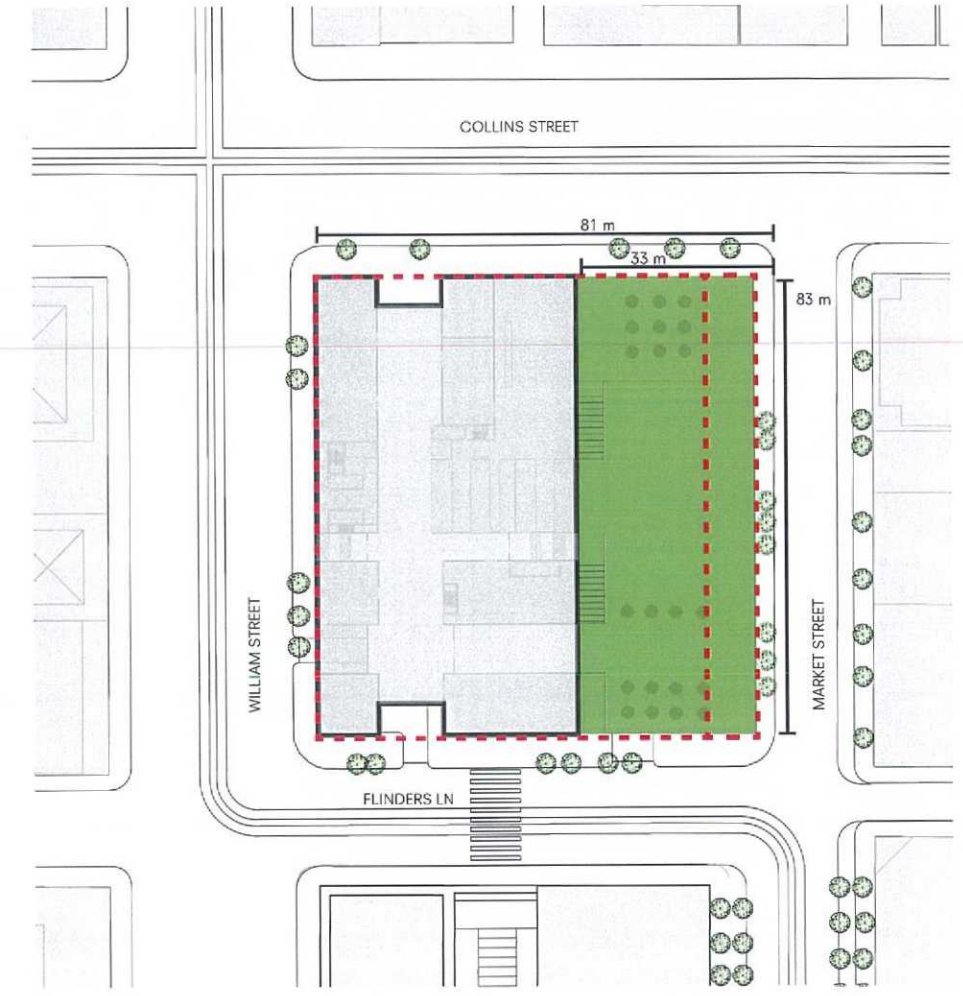 COLLINS STREET
81 m
33 m
83 m
WILLIAM STREET
MARKET STREET
FLINDERS LN